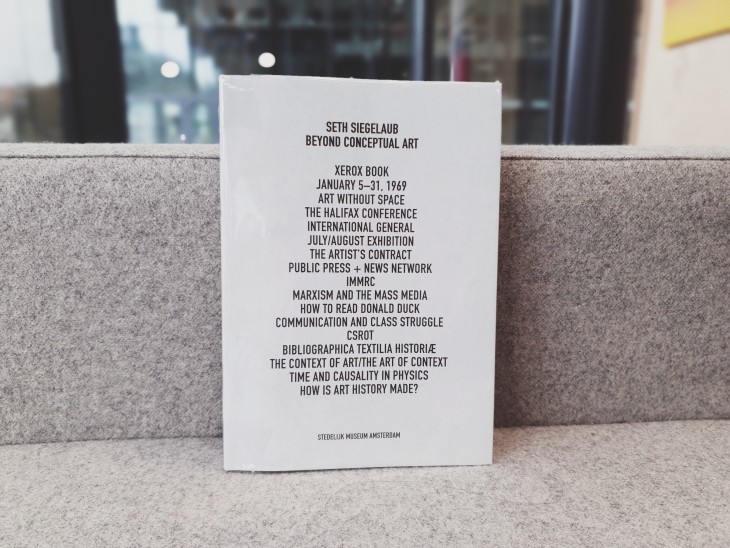 SETH SIEGELAUB
BEYOND CONCEPTUAL ART
XEROX BOOK
JANUARY 5–31, 1969
ART WITHOUT SPACE
THE HALIFAX CONFERENCE
INTERNATIONAL GENERAL
JULY/AUGUST EXHIBITION
THE ARTIST'S CONTRACT
PUBLIC PRESS + NEWS NETWORK
IMMRC
MARXISM AND THE MASS MEDIA
HOW TO READ DONALD DUCK
COMMUNICATION AND CLASS STRUGGLE
CSROT
BIBLIOGRAPHICA TEXTILIA HISTORIÆ
THE CONTEXT OF ART/THE ART OF CONTEXT
TIME AND CAUSALITY IN PHYSICS
HOW IS ART HISTORY MADE?
STEDELIJK MUSEUM AMSTERDAM